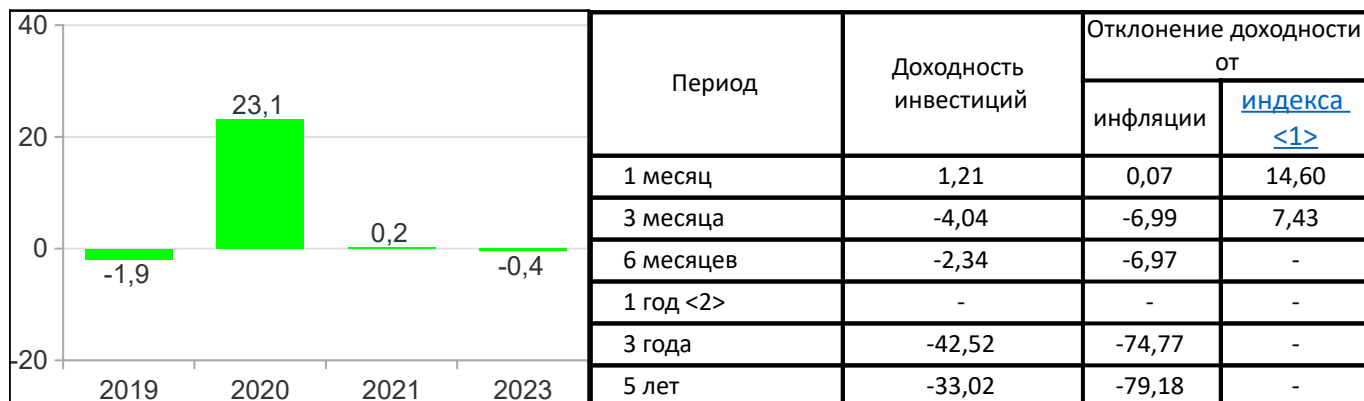 40
20
0
-20
-1,9
23,1
0,2
-0,4
2019 2020 2021 2023
Период
Доходность
инвестиций
Отклонение доходности
от
инфляции
индекса
<1>
1 месяц 1,21 0,07 14,60
3 месяца -4,04 -6,99 7,43
6 месяцев -2,34 -6,97 -
1 год <2> - - -
3 года -42,52 -74,77 -
5 лет -33,02 -79,18 -